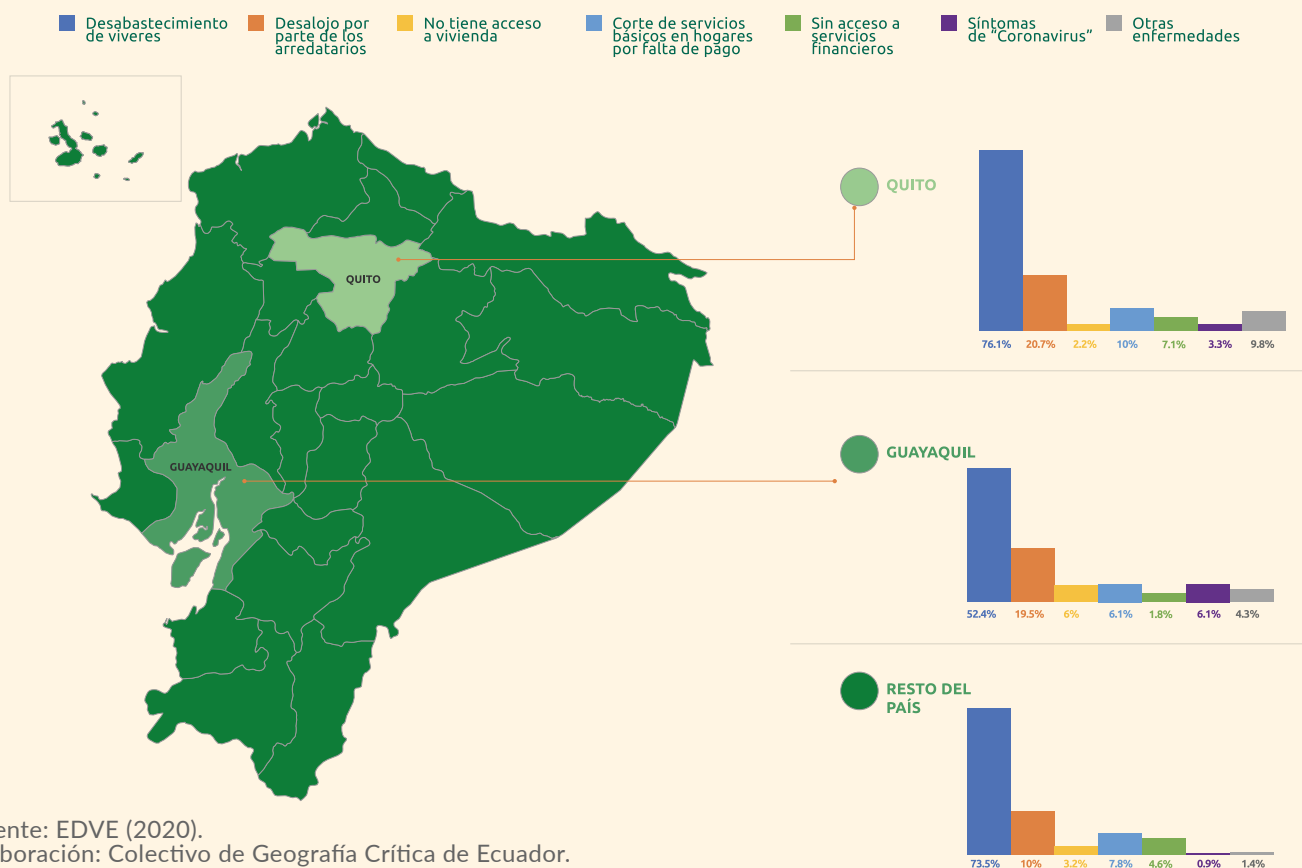 Desabastecimiento
de viveres
Desalojo por
parte de los
arredatarios
No tiene acceso
a vivienda
Corte de servicios
básicos en hogares
por falta de pago
Sin acceso a
servicios
financieros
Síntomas
de “Coronavirus”
Otras
enfermedades
QUITO
QUITO
76.1% 20.7% 2.2% 10% 7.1% 3.3% 9.8%
GUAYAQUIL
GUAYAQUIL
52.4% 19.5% 6% 6.1% 1.8% 6.1% 4.3%
RESTO DEL
PAÍS
73.5% 10% 3.2% 7.8% 4.6% 0.9% 1.4%
ente: EDVE (2020).
boración: Colectivo de Geografía Crítica de Ecuador.